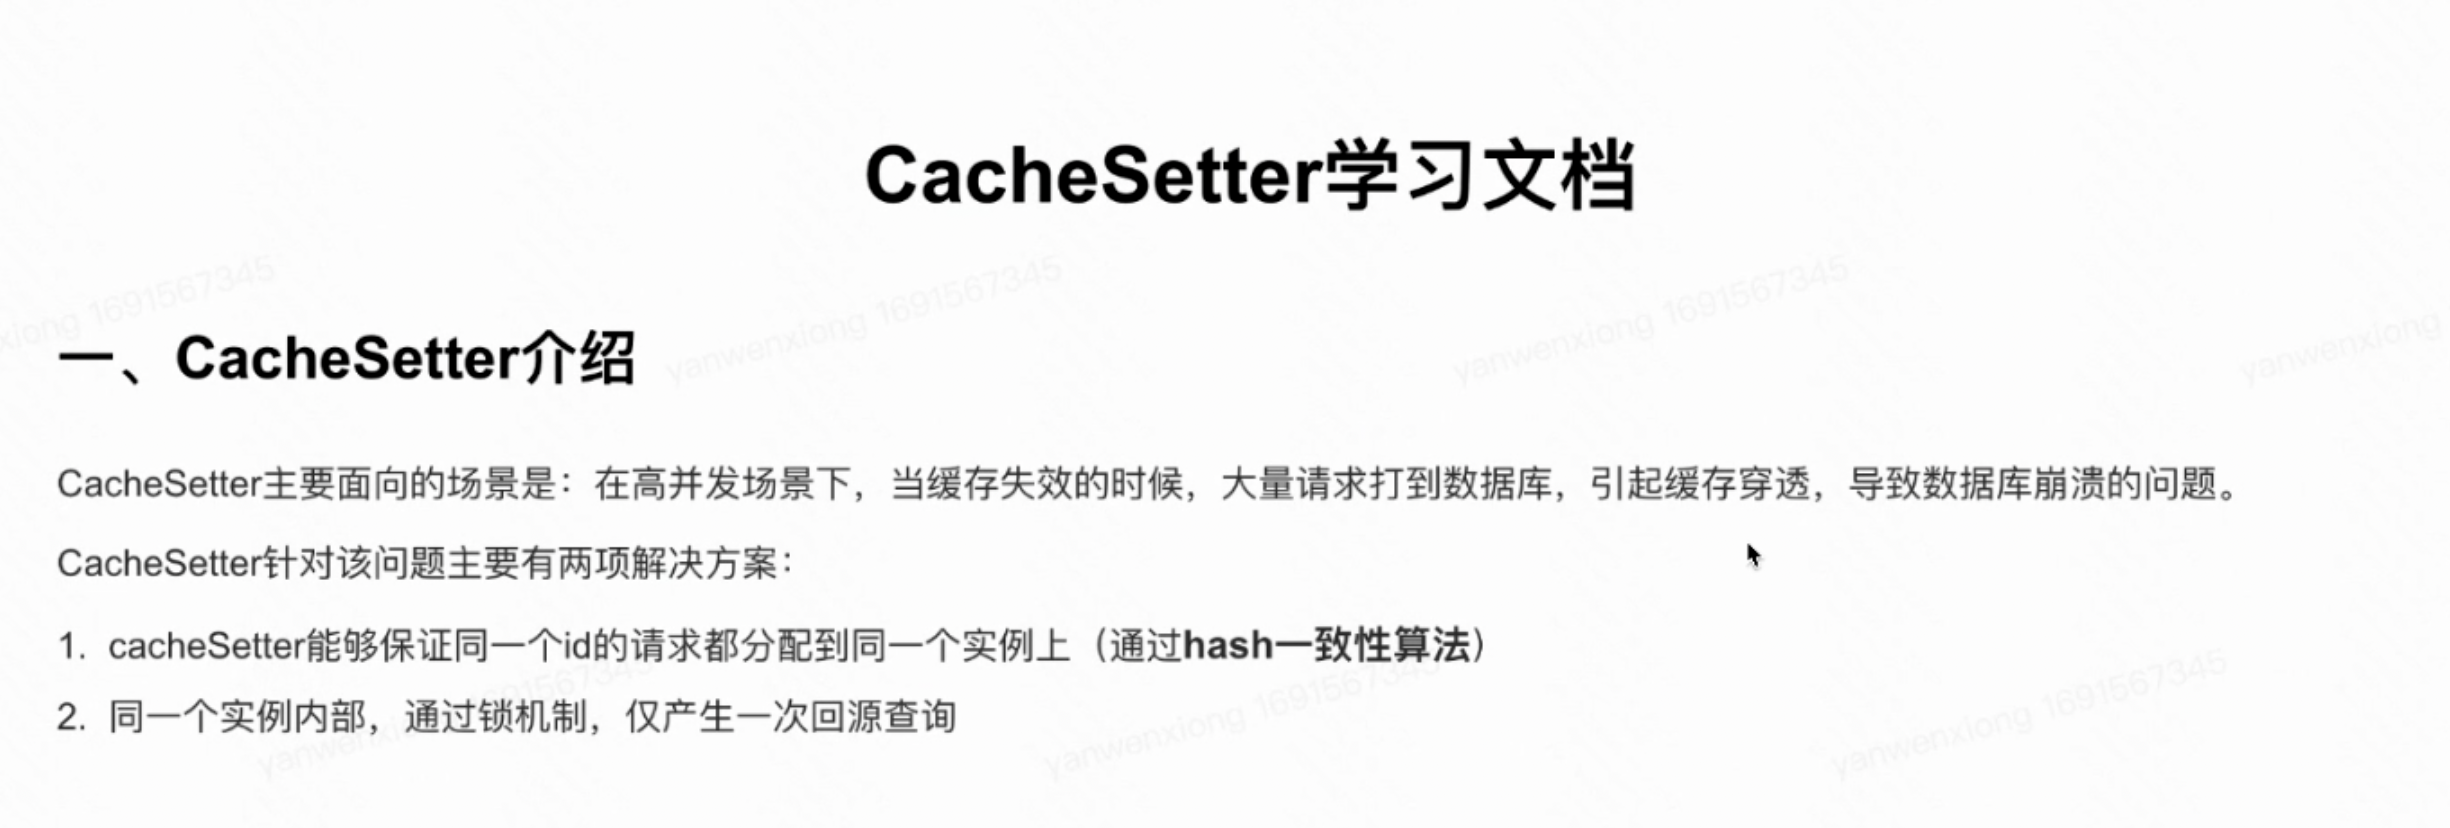 CacheSetter学习文档
xiong 1691567345
yanwenxiong 1691567345
yanwenxiong 1691567345
yanwenxiong
一、CacheSetter介绍
CacheSetter主要面向的场景是：在高并发场景下，当缓存失效的时候，大量请求打到数据库，引起缓存穿透，导致数据库崩溃的问题。
CacheSetter针对该问题主要有两项解决方案：
1. cacheSetter能够保证同一个id的请求都分配到同一个实例上（通过hash一致性算法）
2. 同一个实例内部，通过锁机制，仅产生一次回源查询
yanwenxiong 1691567345
yanwenxiong 1691567345
yanwenxiong 1691567345